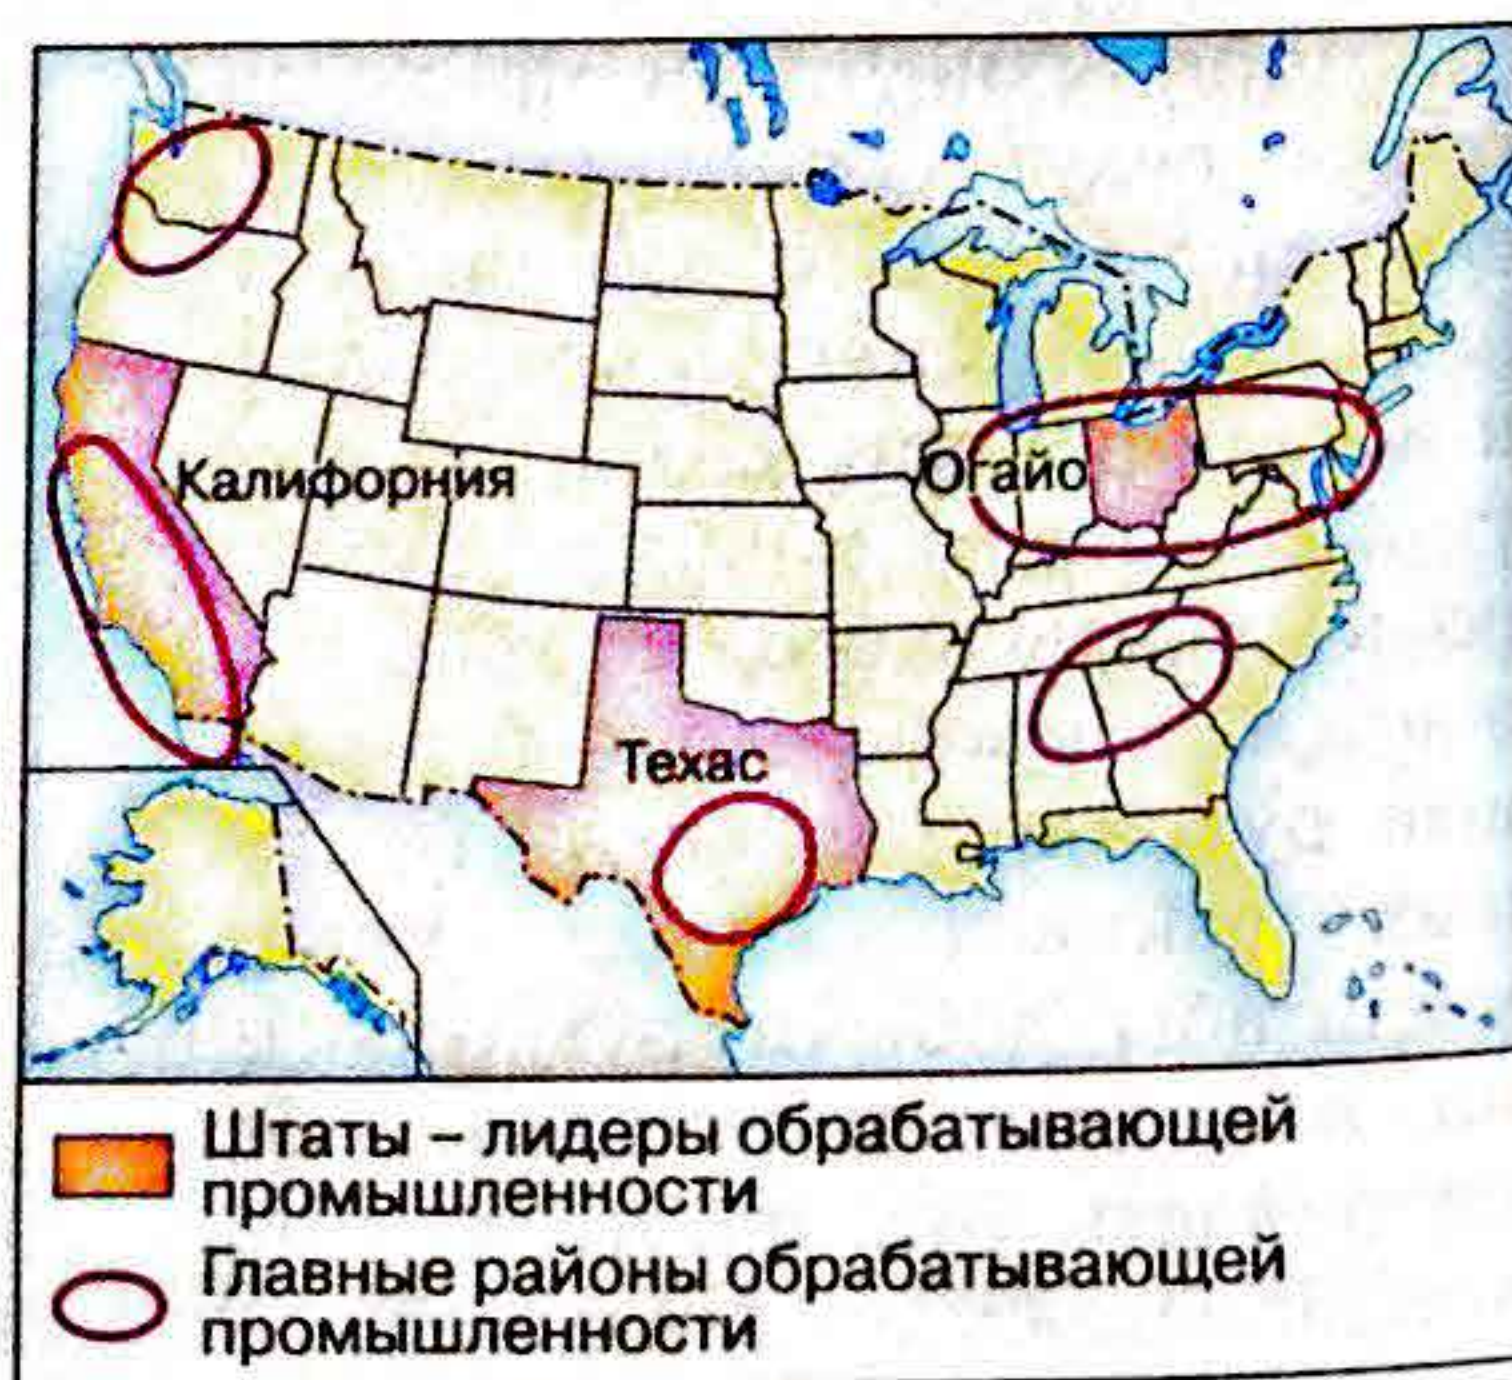 Калифорния
Огайо
Техас
Штаты – лидеры обрабатывающей
промышленности
Главные районы обрабатывающей
промышленности